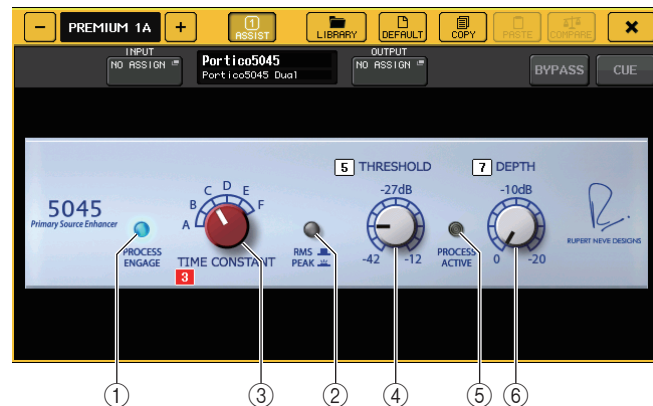 − PREMIUM 1A + 1 ASSIST LIBRARY DEFAULT COPY PASTE COMPARE ×
INPUT OUTPUT
NO ASSIGN Portico5045 NO ASSIGN
Portico5045 Dual BYPASS CUE
5 THRESHOLD 7 DEPTH
-27dB -10dB
5045
Primary Source Enhancer
A B C D E F
PROCESS ENGAGE
TIME CONSTANT
3
RMS
PEAK
-42 -12
PROCESS ACTIVE
0 -20
R.
RUPERT NEVE DESIGNS
① ③ ② ④ ⑤ ⑥